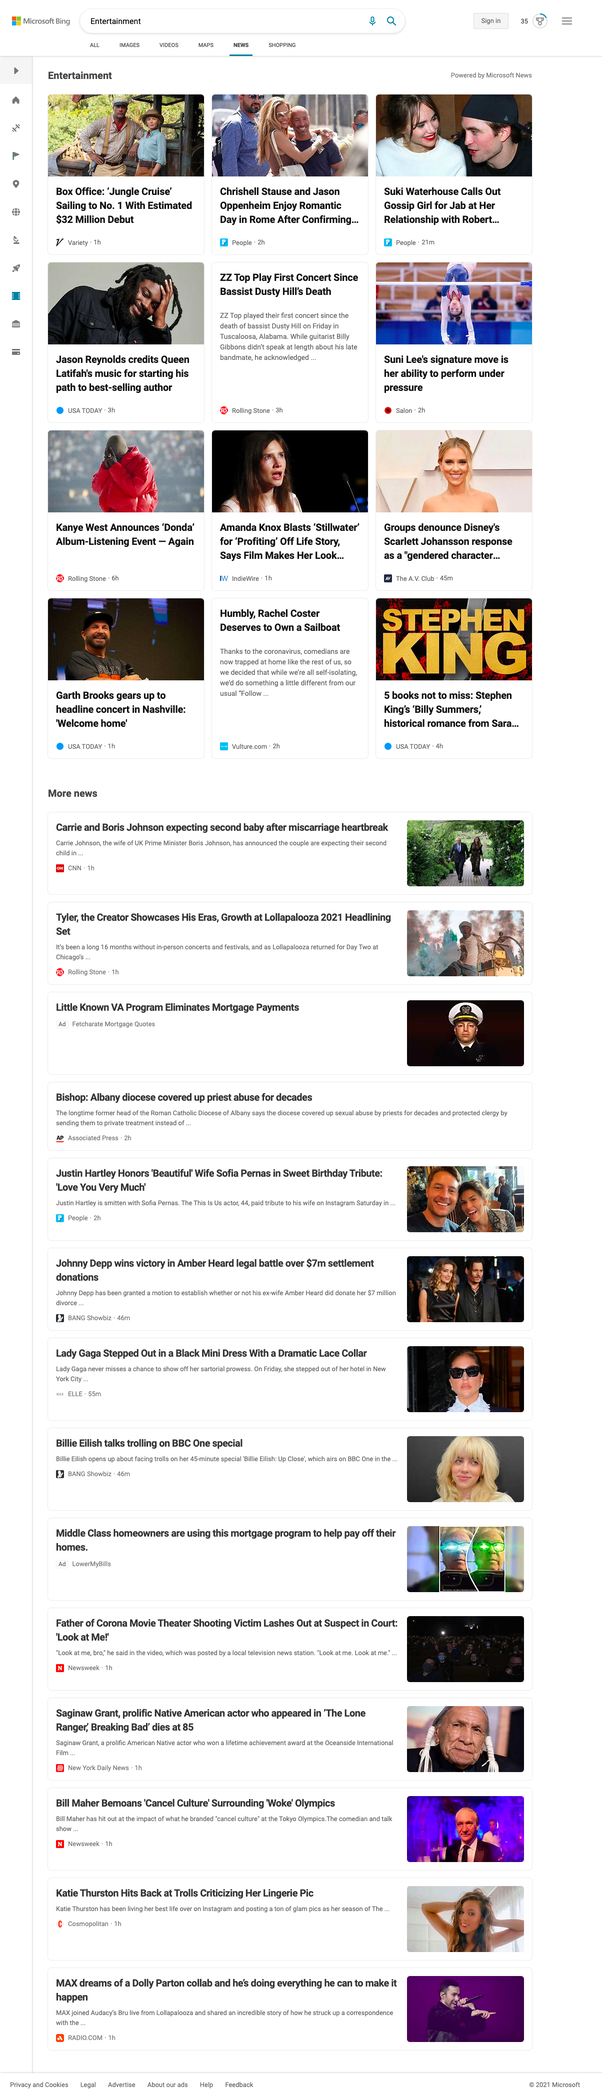 Microsoft Bing
Entertainment
Sign in
35
ALL IMAGES VIDEOS MAPS NEWS SHOPPING
Entertainment
Powered by Microsoft News
Box Office: ‘Jungle Cruise’
Sailing to No. 1 With Estimated
$32 Million Debut
Variety · 1h
Chrishell Stause and Jason
Oppenheim Enjoy Romantic
Day in Rome After Confirming...
People · 2h
Suki Waterhouse Calls Out
Gossip Girl for Jab at Her
Relationship with Robert...
People · 21m
Jason Reynolds credits Queen
Latifah's music for starting his
path to best-selling author
USA TODAY · 3h
ZZ Top Play First Concert Since
Bassist Dusty Hill's Death
ZZ Top played their first concert since the
death of bassist Dusty Hill on Friday in
Tuscaloosa, Alabama. While guitarist Billy
Gibbons didn't speak at length about his late
bandmate, he acknowledged ...
Rolling Stone · 3h
Suni Lee's signature move is
her ability to perform under
pressure
Salon · 2h
Kanye West Announces ‘Donda’
Album-Listening Event — Again
Rolling Stone · 6h
Amanda Knox Blasts ‘Stillwater’
for ‘Profiting’ Off Life Story,
Says Film Makes Her Look...
IndieWire · 1h
Groups denounce Disney's
Scarlett Johansson response
as a "gendered character...
The A.V. Club · 45m
Garth Brooks gears up to
headline concert in Nashville:
'Welcome home'
USA TODAY · 1h
Humbly, Rachel Coster
Deserves to Own a Sailboat
Thanks to the coronavirus, comedians are
now trapped at home like the rest of us, so
we decided that while we're all self-isolating,
we'd do something a little different from our
usual “Follow ...
Vulture.com · 2h
STEPHEN
KING
5 books not to miss: Stephen
King's ‘Billy Summers,’
historical romance from Sara...
USA TODAY · 4h
More news
Carrie and Boris Johnson expecting second baby after miscarriage heartbreak
Carrie Johnson, the wife of UK Prime Minister Boris Johnson, has announced the couple are expecting their second
child in ...
CNN · 1h
Tyler, the Creator Showcases His Eras, Growth at Lollapalooza 2021 Headlining
Set
It's been a long 16 months without in-person concerts and festivals, and as Lollapalooza returned for Day Two at
Chicago's ...
Rolling Stone · 1h
Little Known VA Program Eliminates Mortgage Payments
Ad Fetcharate Mortgage Quotes
Bishop: Albany diocese covered up priest abuse for decades
The longtime former head of the Roman Catholic Diocese of Albany says the diocese covered up sexual abuse by priests for decades and protected clergy by
sending them to private treatment instead of ...
AP Associated Press · 2h
Justin Hartley Honors 'Beautiful' Wife Sofia Pernas in Sweet Birthday Tribute:
'Love You Very Much'
Justin Hartley is smitten with Sofia Pernas. The This Is Us actor, 44, paid tribute to his wife on Instagram Saturday in ...
People · 2h
Johnny Depp wins victory in Amber Heard legal battle over $7m settlement
donations
Johnny Depp has been granted a motion to establish whether or not his ex-wife Amber Heard did donate her $7 million
divorce ...
BANG Showbiz · 46m
Lady Gaga Stepped Out in a Black Mini Dress With a Dramatic Lace Collar
Lady Gaga never misses a chance to show off her sartorial prowess. On Friday, she stepped out of her hotel in New
York City ...
ELLE · 55m
Billie Eilish talks trolling on BBC One special
Billie Eilish opens up about facing trolls on her 45-minute special 'Billie Eilish: Up Close', which airs on BBC One in the ...
BANG Showbiz · 46m
Middle Class homeowners are using this mortgage program to help pay off their
homes.
Ad LowerMyBills
Father of Corona Movie Theater Shooting Victim Lashes Out at Suspect in Court:
'Look at Me!'
"Look at me, bro," he said in the video, which was posted by a local television news station. "Look at me. Look at me." ...
Newsweek · 1h
Saginaw Grant, prolific Native American actor who appeared in ‘The Lone
Ranger,’ Breaking Bad’ dies at 85
Saginaw Grant, a prolific American Native actor who won a lifetime achievement award at the Oceanside International
Film ...
New York Daily News · 1h
Bill Maher Bemoans 'Cancel Culture' Surrounding 'Woke' Olympics
Bill Maher has hit out at the impact of what he branded "cancel culture" at the Tokyo Olympics.The comedian and talk
show ...
Newsweek · 1h
Katie Thurston Hits Back at Trolls Criticizing Her Lingerie Pic
Katie Thurston has been living her best life over on Instagram and posting a ton of glam pics as her season of The ...
Cosmopolitan · 1h
MAX dreams of a Dolly Parton collab and he's doing everything he can to make it
happen
MAX joined Audacy's Bru live from Lollapalooza and shared an incredible story of how he struck up a correspondence
with the ...
RADIO.COM · 1h
Privacy and Cookies Legal Advertise About our ads Help Feedback
© 2021 Microsoft